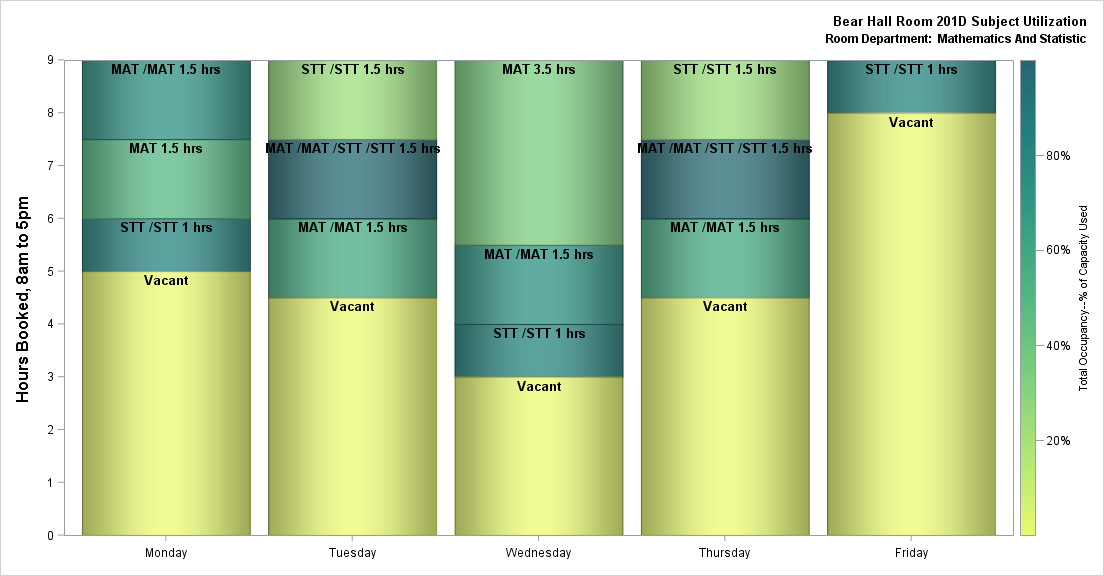 Bear Hall Room 201D Subject Utilization
Room Department: Mathematics And Statistic
Hours Booked, 8am to 5pm
9
8
7
6
5
4
3
2
1
0
MAT /MAT 1.5 hrs
MAT 1.5 hrs
STT /STT 1 hrs
Vacant
STT /STT 1.5 hrs
MAT /MAT /STT /STT 1.5 hrs
MAT /MAT 1.5 hrs
Vacant
MAT 3.5 hrs
MAT /MAT 1.5 hrs
STT /STT 1 hrs
Vacant
STT /STT 1.5 hrs
MAT /MAT /STT /STT 1.5 hrs
MAT /MAT 1.5 hrs
Vacant
STT /STT 1 hrs
Vacant
Monday
Tuesday
Wednesday
Thursday
Friday
80%
60%
40%
20%
Total Occupancy--% of Capacity Used